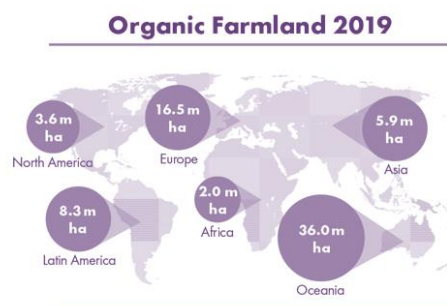 Organic Farmland 2019
3.6 m
ha
North America
16.5 m
ha
Europe
5.9 m
ha
Asia
8.3 m
ha
Latin America
2.0 m
ha
Africa
36.0 m
ha
Oceania